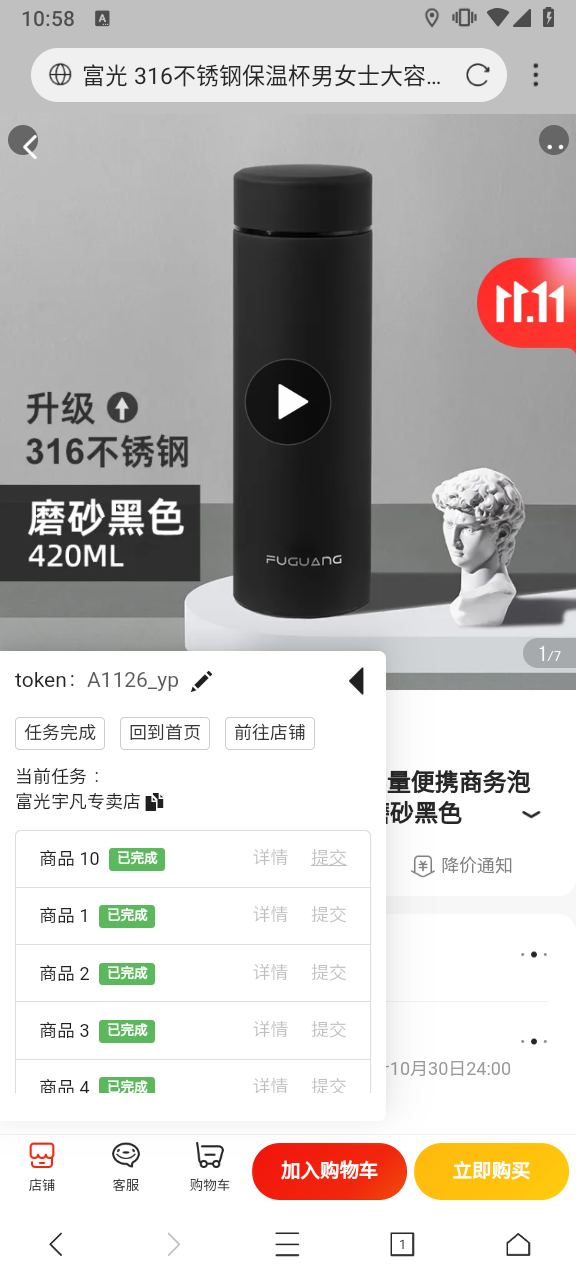 10:58 A
富光 316不锈钢保温杯男女士大容...
11.11
升级
316不锈钢
磨砂黑色
420ML
FUGUANG
1/7
token： A1126_yp
任务完成 回到首页 前往店铺
当前任务：
富光宇凡专卖店
量便携商务泡
磨砂黑色
降价通知
商品 10 已完成 详情 提交
商品 1 已完成 详情 提交
商品 2 已完成 详情 提交
商品 3 已完成 详情 提交
10月30日24:00
商品 4 已完成 详情 提交
店铺 客服 购物车 加入购物车 立即购买
1